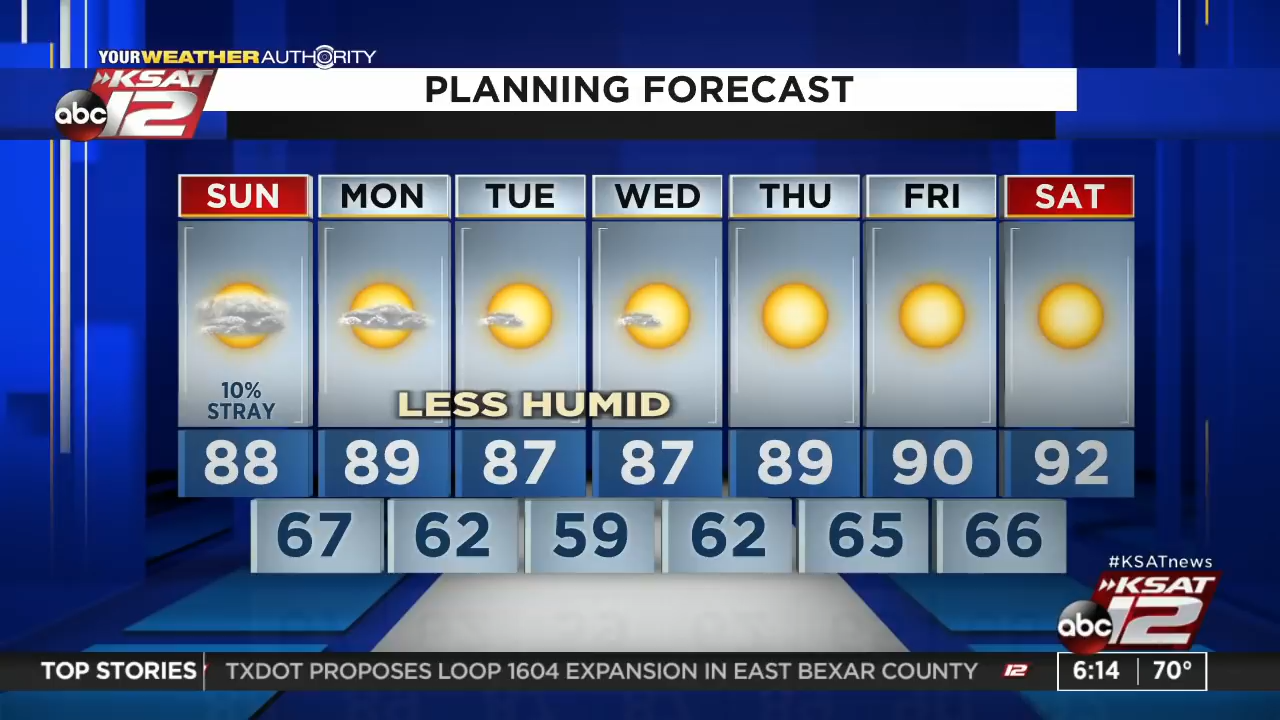 YOURWEATHERAUTHORITY
KSAT
abc 12
PLANNING FORECAST
SUN MON TUE WED THU FRI SAT
10%
STRAY
LESS HUMID
88 89 87 87 89 90 92
67 62 59 62 65 66
#KSATnews
KSAT
abc 12
TOP STORIES TXDOT PROPOSES LOOP 1604 EXPANSION IN EAST BEXAR COUNTY 12 6:14 70°